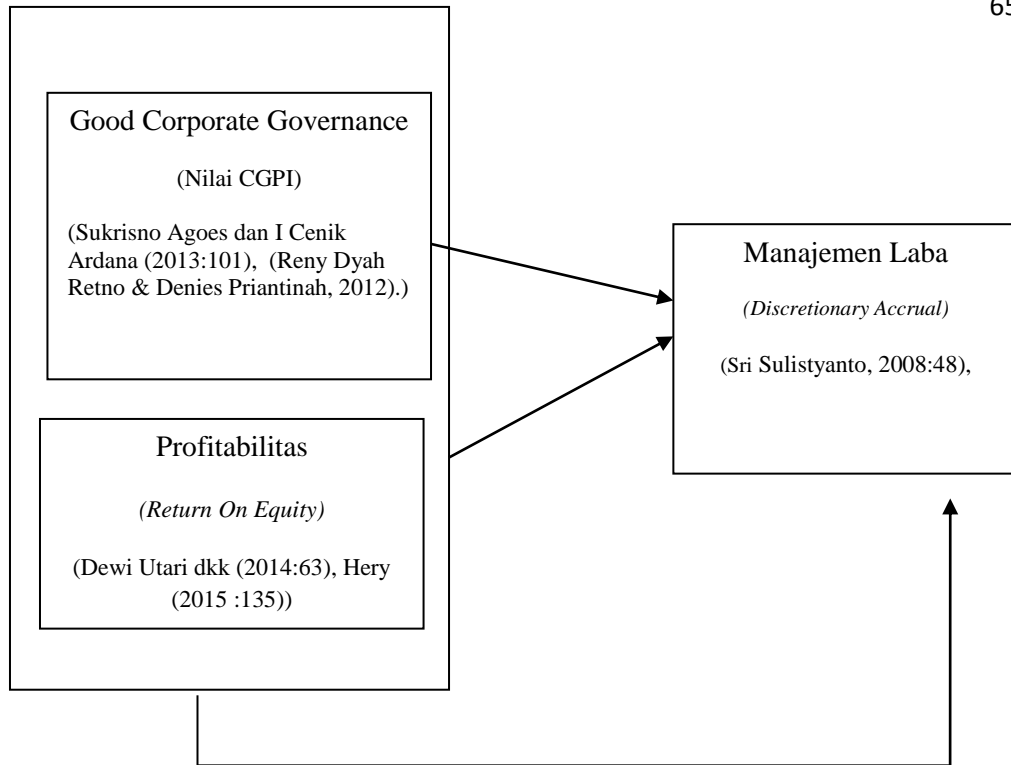 65
Good Corporate Governance
(Nilai CGPI)
(Sukrisno Agoes dan I Cenik
Ardana (2013:101), (Reny Dyah
Retno & Denies Priantinah, 2012).)
Manajemen Laba
(Discretionary Accrual)
(Sri Sulistyanto, 2008:48),
Profitabilitas
(Return On Equity)
(Dewi Utari dkk (2014:63), Hery
(2015 :135))